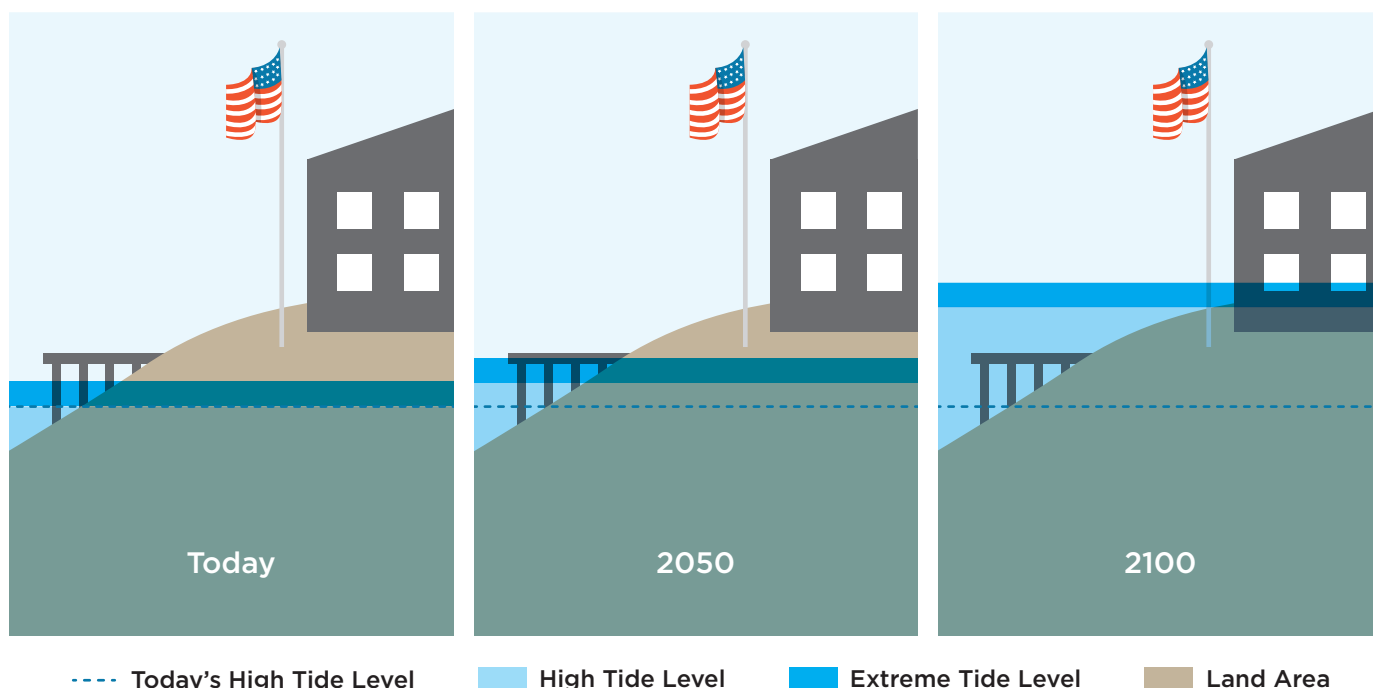 Today
2050
2100
Today's High Tide Level
High Tide Level
Extreme Tide Level
Land Area